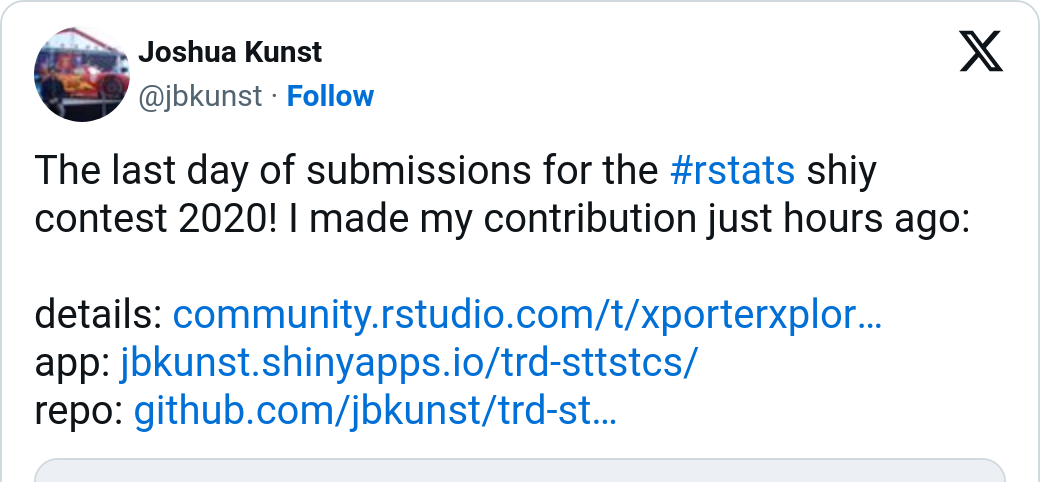 Joshua Kunst
@jbkunst · Follow
The last day of submissions for the #rstats shiy
contest 2020! I made my contribution just hours ago:
details: community.rstudio.com/t/xporterxplor…
app: jbkunst.shinyapps.io/trd-sttstcs/
repo: github.com/jbkunst/trd-st…